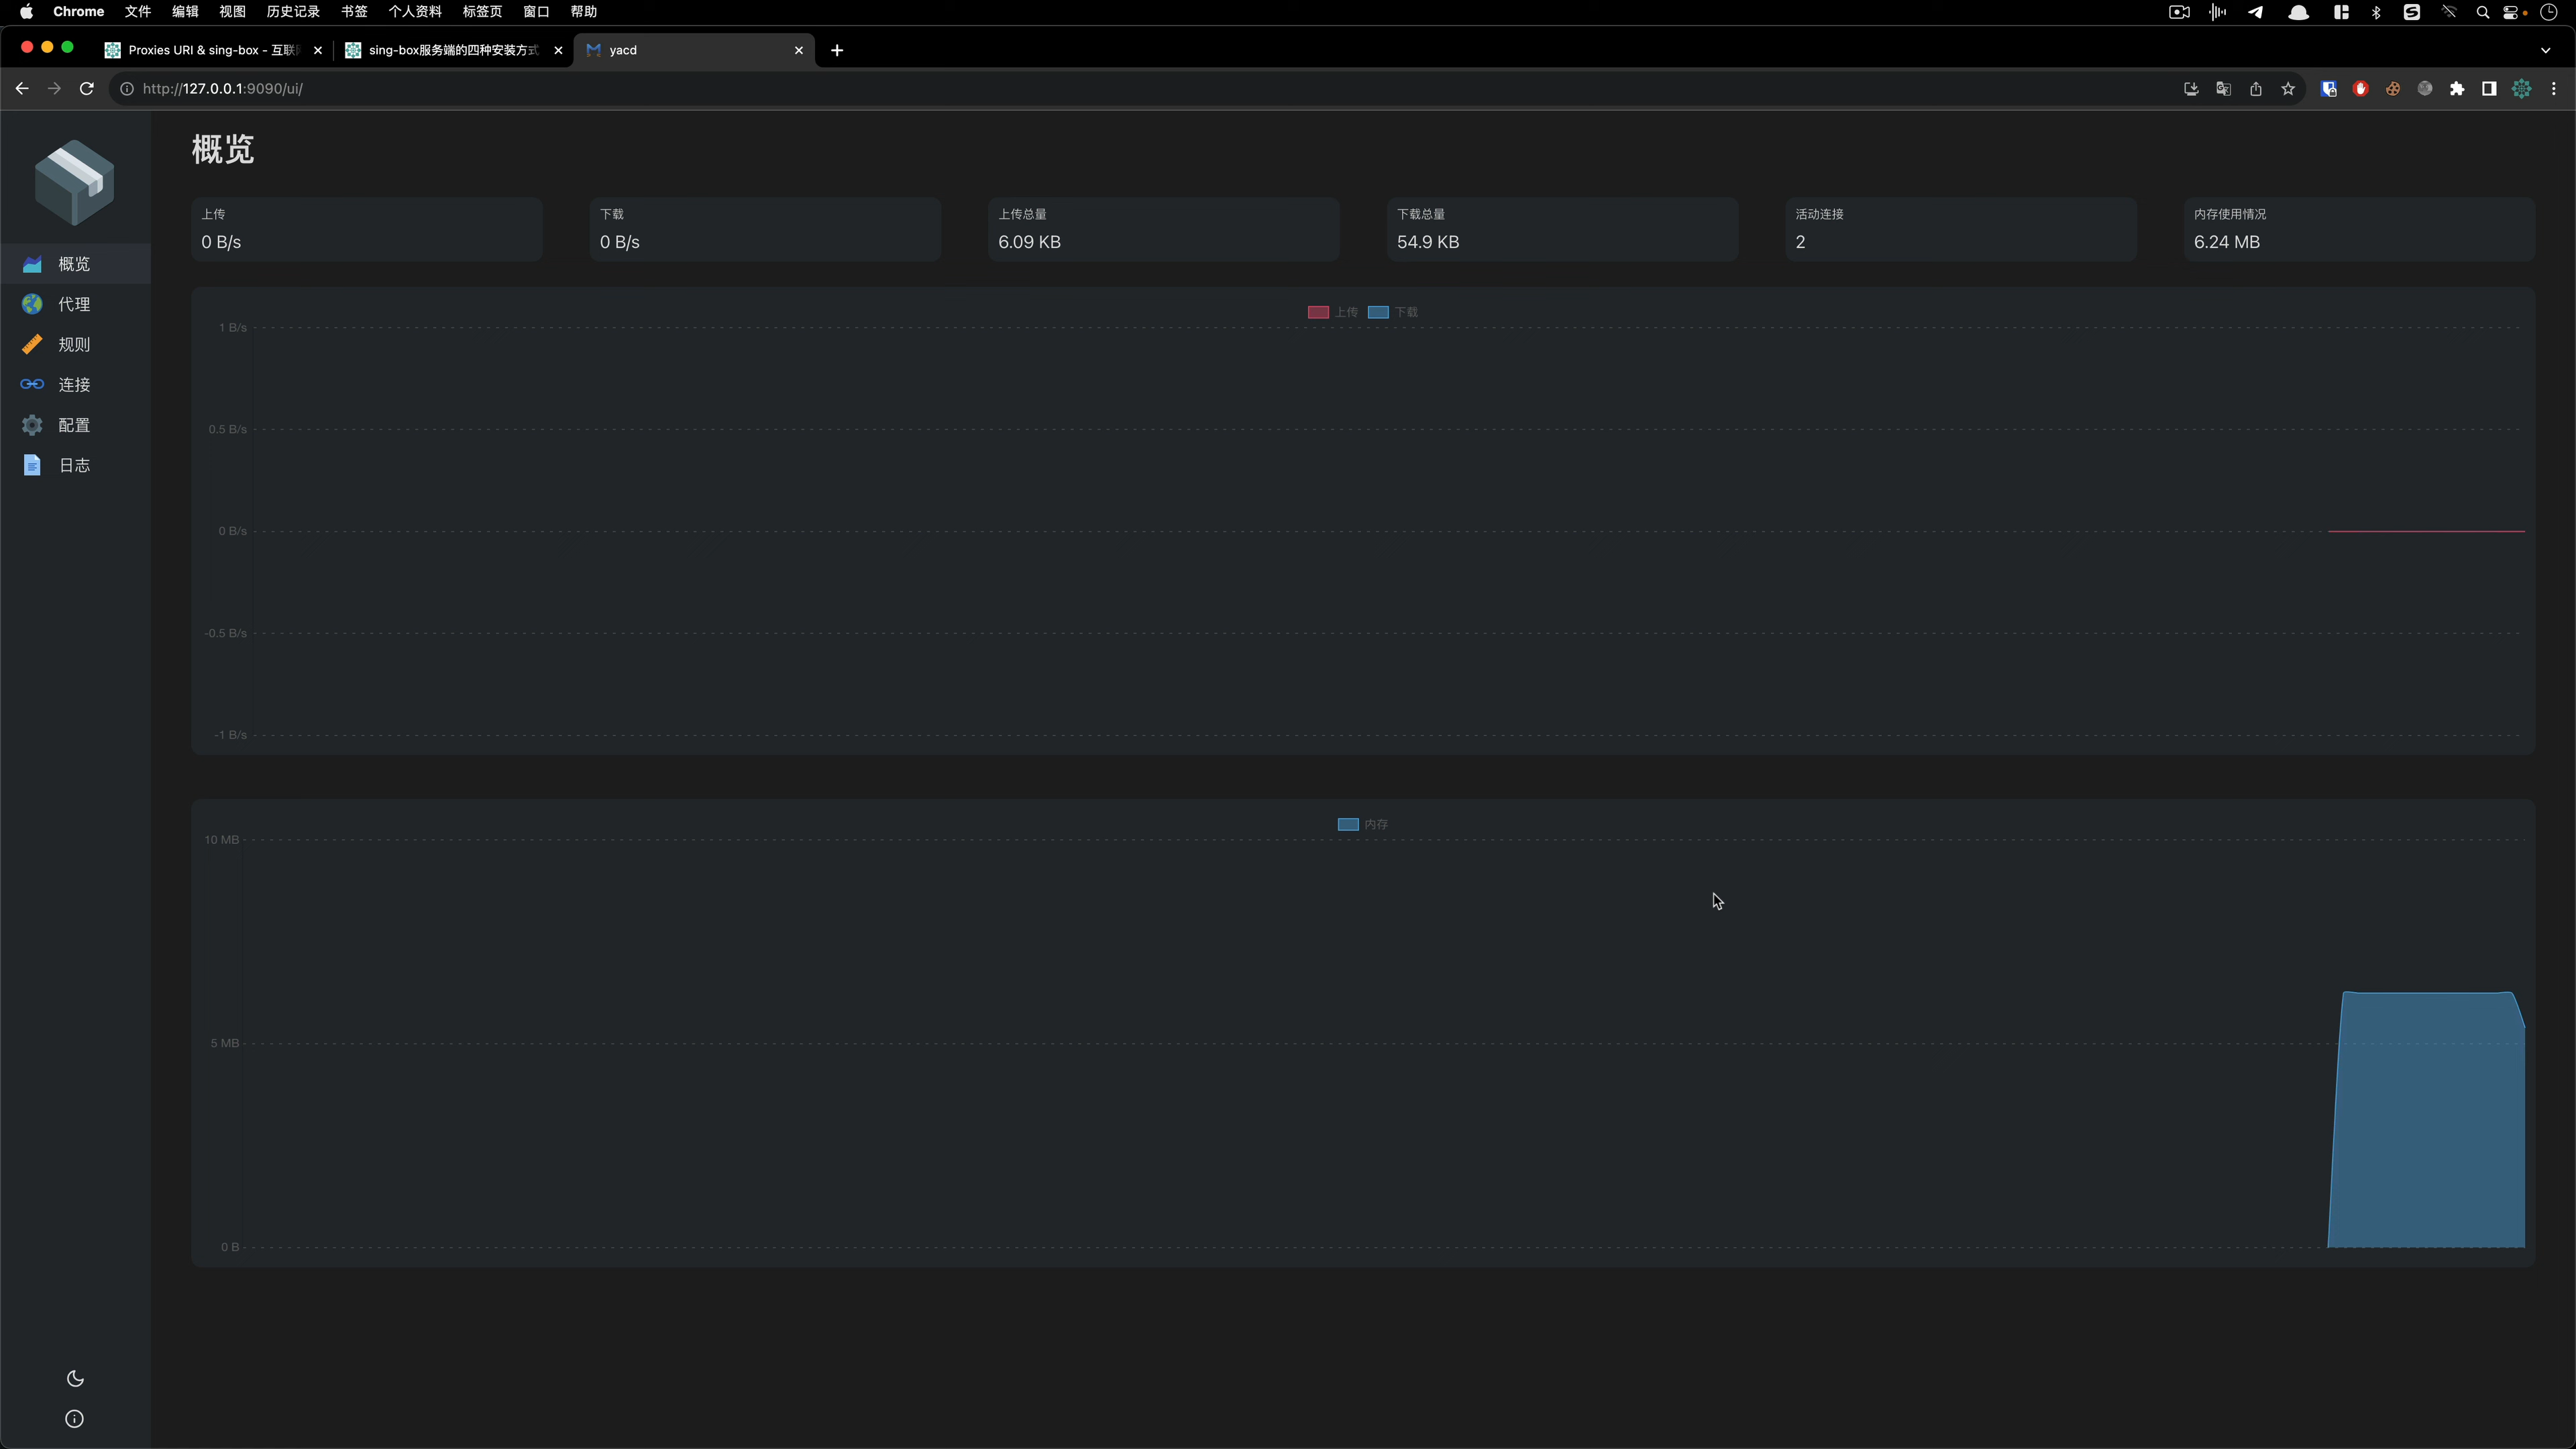 Chrome 文件 编辑 视图 历史记录 书签 个人资料 标签页 窗口 帮助
Proxies URI & sing-box - 互联 sing-box服务端的四种安装方式 yacd
http://127.0.0.1:9090/ui/
概览
上传 下载 上传总量 下载总量 活动连接 内存使用情况
0 B/s 0 B/s 6.09 KB 54.9 KB 2 6.24 MB
概览
代理
规则
连接
配置
日志
上传 下载
1 B/s
0.5 B/s
0 B/s
-0.5 B/s
-1 B/s
内存
10 MB
5 MB
0 B